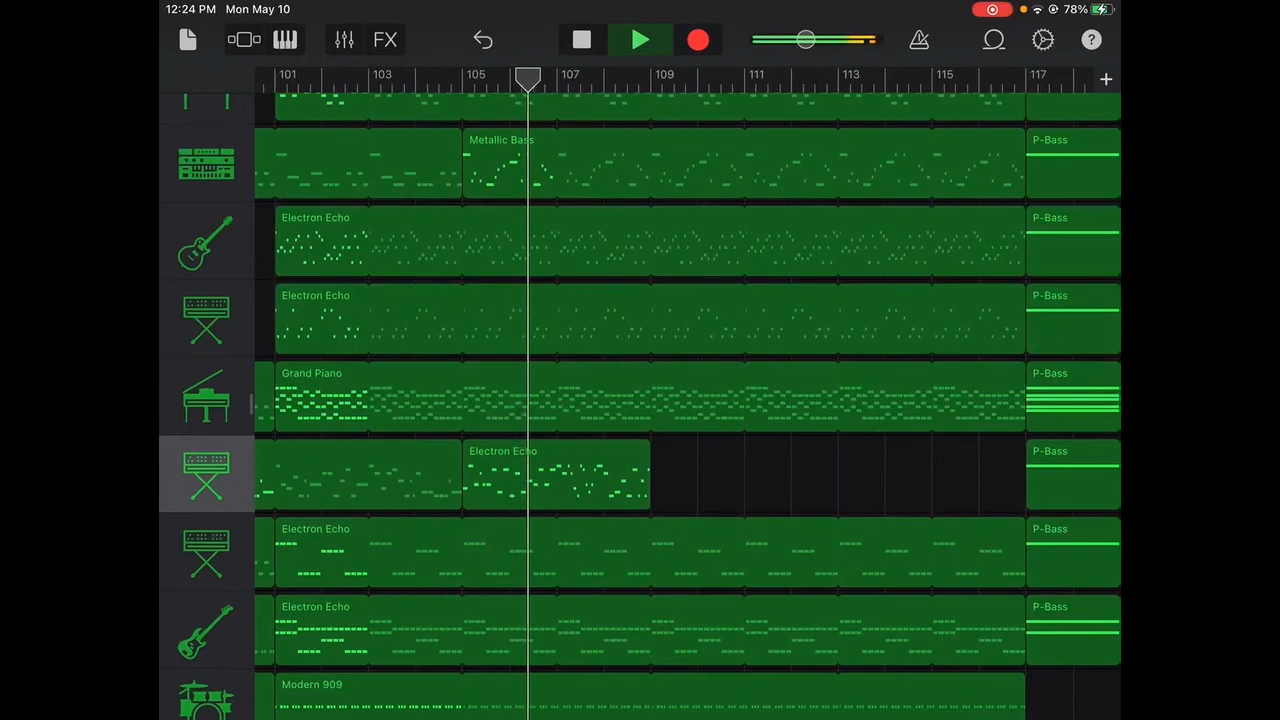 12:24 PM Mon May 10 78%
FX ?
101 103 105 107 109 111 113 115 117 +
Metallic Bass P-Bass
Electron Echo P-Bass
Electron Echo P-Bass
Grand Piano P-Bass
Electron Echo P-Bass
Electron Echo P-Bass
Electron Echo P-Bass
Modern 909